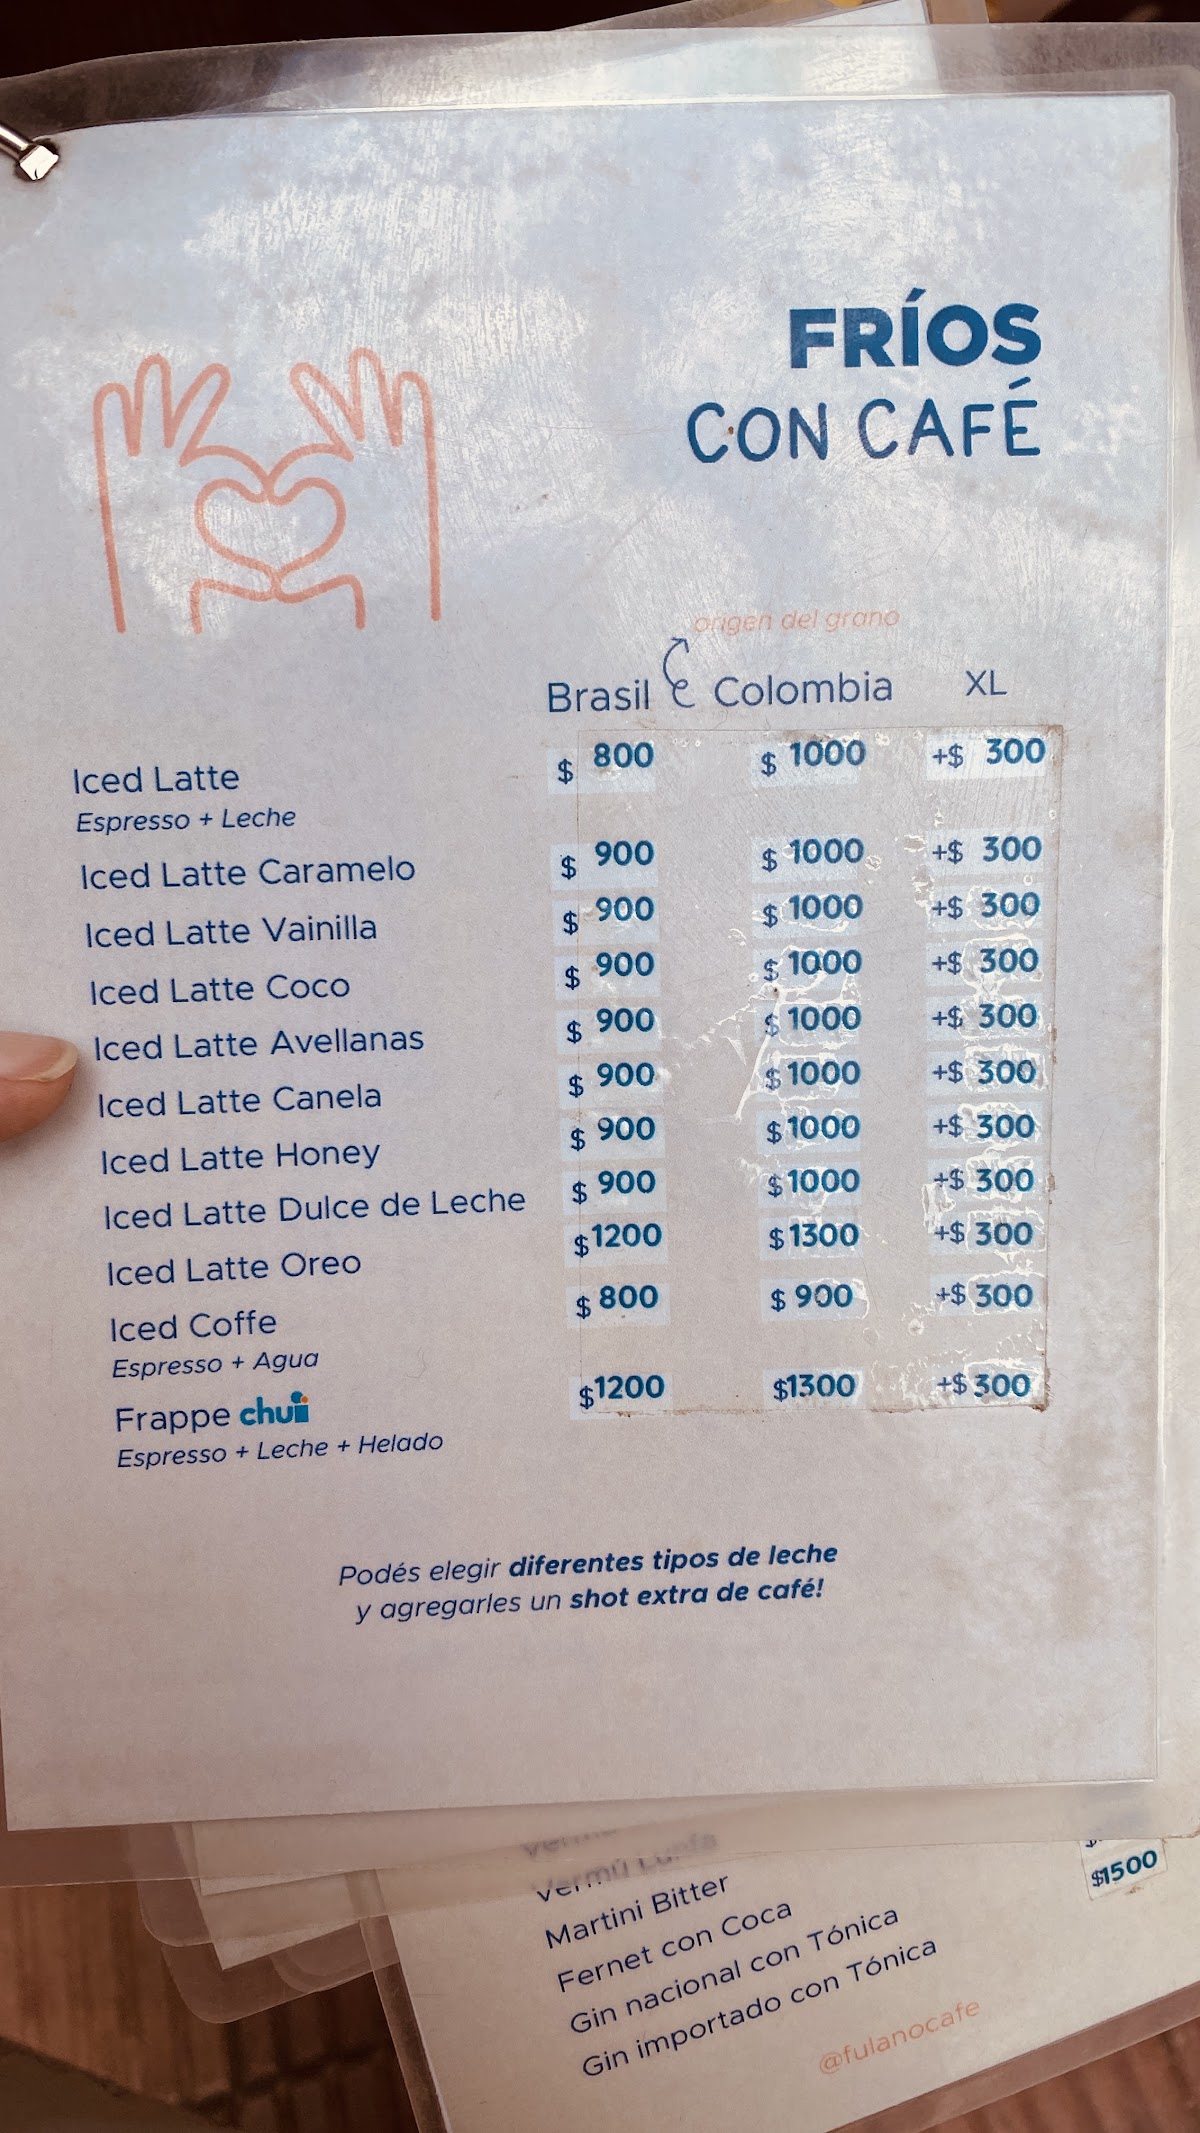 FRÍOS
CON CAFÉ
origen del grano
Brasil Colombia XL
Iced Latte $ 800 $ 1000 +$ 300
Espresso + Leche
Iced Latte Caramelo $ 900 $ 1000 +$ 300
Iced Latte Vainilla $ 900 $ 1000 +$ 300
Iced Latte Coco $ 900 $ 1000 +$ 300
Iced Latte Avellanas $ 900 $ 1000 +$ 300
Iced Latte Canela $ 900 $ 1000 +$ 300
Iced Latte Honey $ 900 $ 1000 +$ 300
Iced Latte Dulce de Leche $ 900 $ 1000 +$ 300
Iced Latte Oreo $ 1200 $ 1300 +$ 300
Iced Coffe $ 800 $ 900 +$ 300
Espresso + Agua
Frappe chui $1200 $1300 +$ 300
Espresso + Leche + Helado
Podés elegir diferentes tipos de leche
y agregarles un shot extra de café!
Vermú
Martini Bitter $1500
Fernet con Coca
Gin nacional con Tónica
Gin importado con Tónica
@fulanocafe